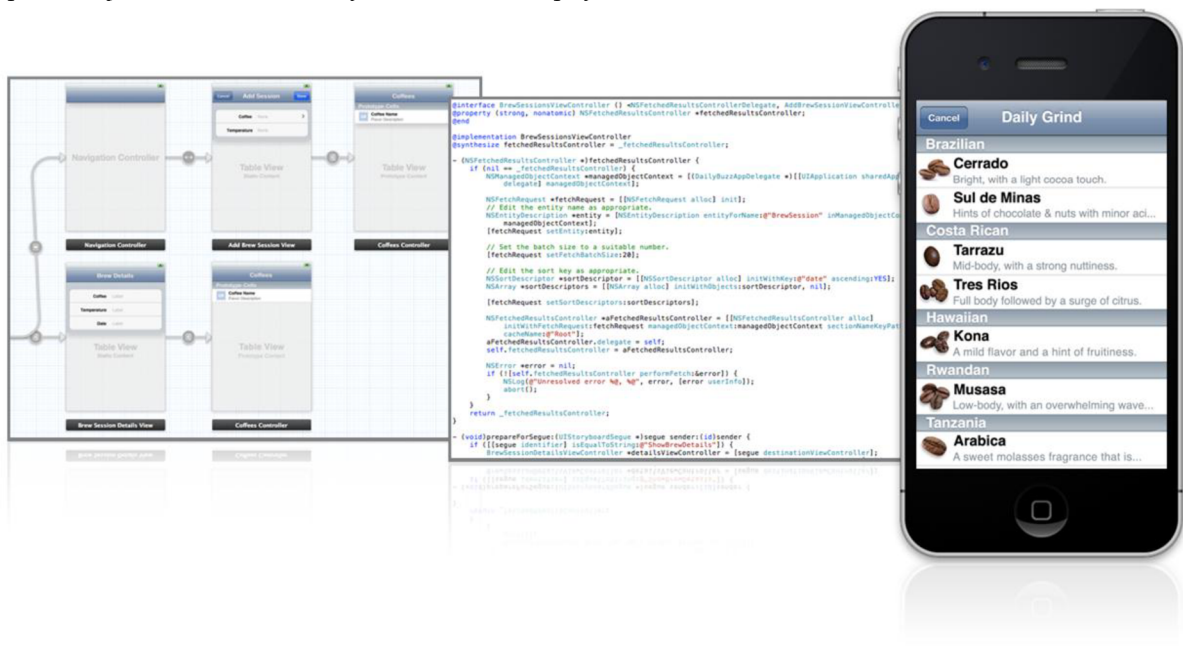 Navigation Controller
Navigation Controller
Cancel
Add Session
Save
Coffee
Temperature
Table View
Static Content
Add Brew Session View
Coffees
Prototype Cells
Coffee Name
Flavor Description
Table View
Prototype Content
Coffees Controller
Brew Details
Coffee Label
Temperature Label
Date Label
Table View
Static Content
Brew Session Details View
Coffees
Prototype Cells
Coffee Name
Flavor Description
Table View
Prototype Content
Coffees Controller
@interface BrewSessionsViewController () <NSFetchedResultsControllerDelegate, AddBrewSessionViewControlle
@property (strong, nonatomic) NSFetchedResultsController *fetchedResultsController;
@end
@implementation BrewSessionsViewController
@synthesize fetchedResultsController = _fetchedResultsController;
- (NSFetchedResultsController *)fetchedResultsController {
if (nil == _fetchedResultsController) {
NSManagedObjectContext *managedObjectContext = [(DailyBuzzAppDelegate *)[[UIApplication sharedApp
delegate] managedObjectContext];
NSFetchRequest *fetchRequest = [[NSFetchRequest alloc] init];
// Edit the entity name as appropriate.
NSEntityDescription *entity = [NSEntityDescription entityForName:@"BrewSession" inManagedObjectCo
managedObjectContext];
[fetchRequest setEntity:entity];
// Set the batch size to a suitable number.
[fetchRequest setFetchBatchSize:20];
// Edit the sort key as appropriate.
NSSortDescriptor *sortDescriptor = [[NSSortDescriptor alloc] initWithKey:@"date" ascending:YES];
NSArray *sortDescriptors = [[NSArray alloc] initWithObjects:sortDescriptor, nil];
[fetchRequest setSortDescriptors:sortDescriptors];
NSFetchedResultsController *aFetchedResultsController = [[NSFetchedResultsController alloc]
initWithFetchRequest:fetchRequest managedObjectContext:managedObjectContext sectionNameKeyPat
cacheName:@"Root"];
aFetchedResultsController.delegate = self;
self.fetchedResultsController = aFetchedResultsController;
NSError *error = nil;
if (![self.fetchedResultsController performFetch:&error]) {
NSLog(@"Unresolved error %@, %@", error, [error userInfo]);
abort();
}
}
return _fetchedResultsController;
}
- (void)prepareForSegue:(UIStoryboardSegue *)segue sender:(id)sender {
if ([[segue identifier] isEqualToString:@"ShowBrewDetails"]) {
BrewSessionDetailsViewController *detailsViewController = [segue destinationViewController];
Cancel
Daily Grind
Brazilian
Cerrado
Bright, with a light cocoa touch.
Sul de Minas
Hints of chocolate & nuts with minor aci...
Costa Rican
Tarrazu
Mid-body, with a strong nuttiness.
Tres Rios
Full body followed by a surge of citrus.
Hawaiian
Kona
A mild flavor and a hint of fruitiness.
Rwandan
Musasa
Low-body, with an overwhelming wave...
Tanzania
Arabica
A sweet molasses fragrance that is...